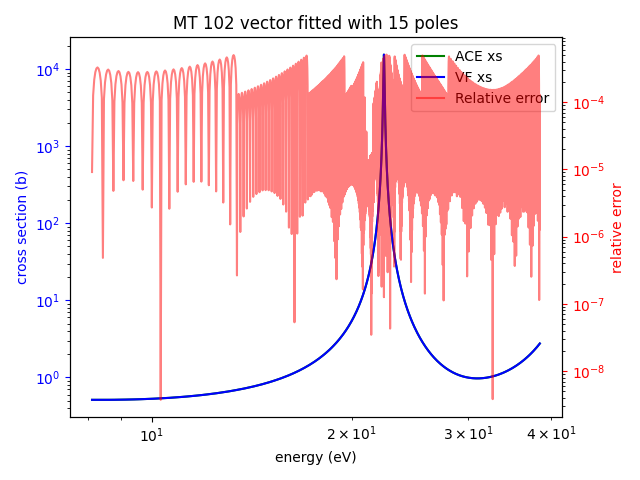 MT 102 vector fitted with 15 poles
ACE xs
VF xs
Relative error
10⁴
10³
10²
10¹
10⁰
cross section (b)
10⁻⁴
10⁻⁵
10⁻⁶
10⁻⁷
10⁻⁸
relative error
10¹
2 × 10¹
3 × 10¹
4 × 10¹
energy (eV)